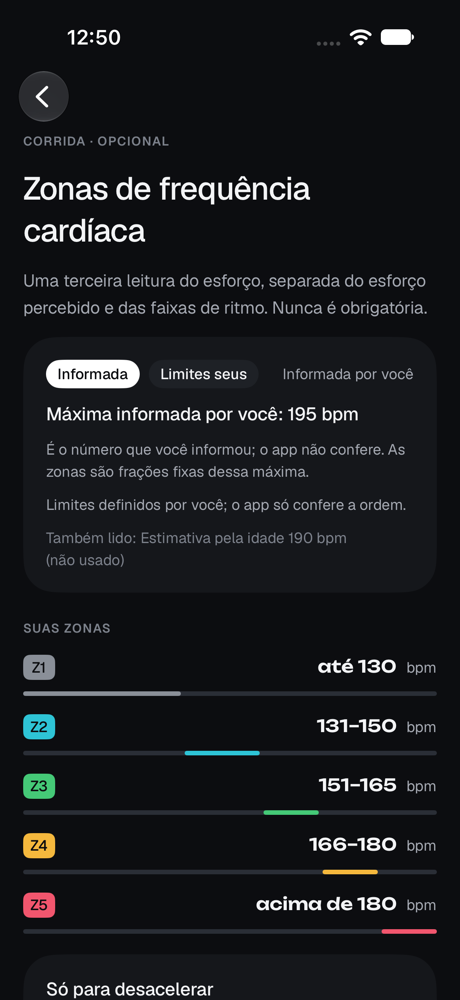 12:50
CORRIDA · OPCIONAL
Zonas de frequência
cardíaca
Uma terceira leitura do esforço, separada do esforço
percebido e das faixas de ritmo. Nunca é obrigatória.
Informada Limites seus Informada por você
Máxima informada por você: 195 bpm
É o número que você informou; o app não confere. As
zonas são frações fixas dessa máxima.
Limites definidos por você; o app só confere a ordem.
Também lido: Estimativa pela idade 190 bpm
(não usado)
SUAS ZONAS
Z1 até 130 bpm
Z2 131–150 bpm
Z3 151–165 bpm
Z4 166–180 bpm
Z5 acima de 180 bpm
Só para desacelerar